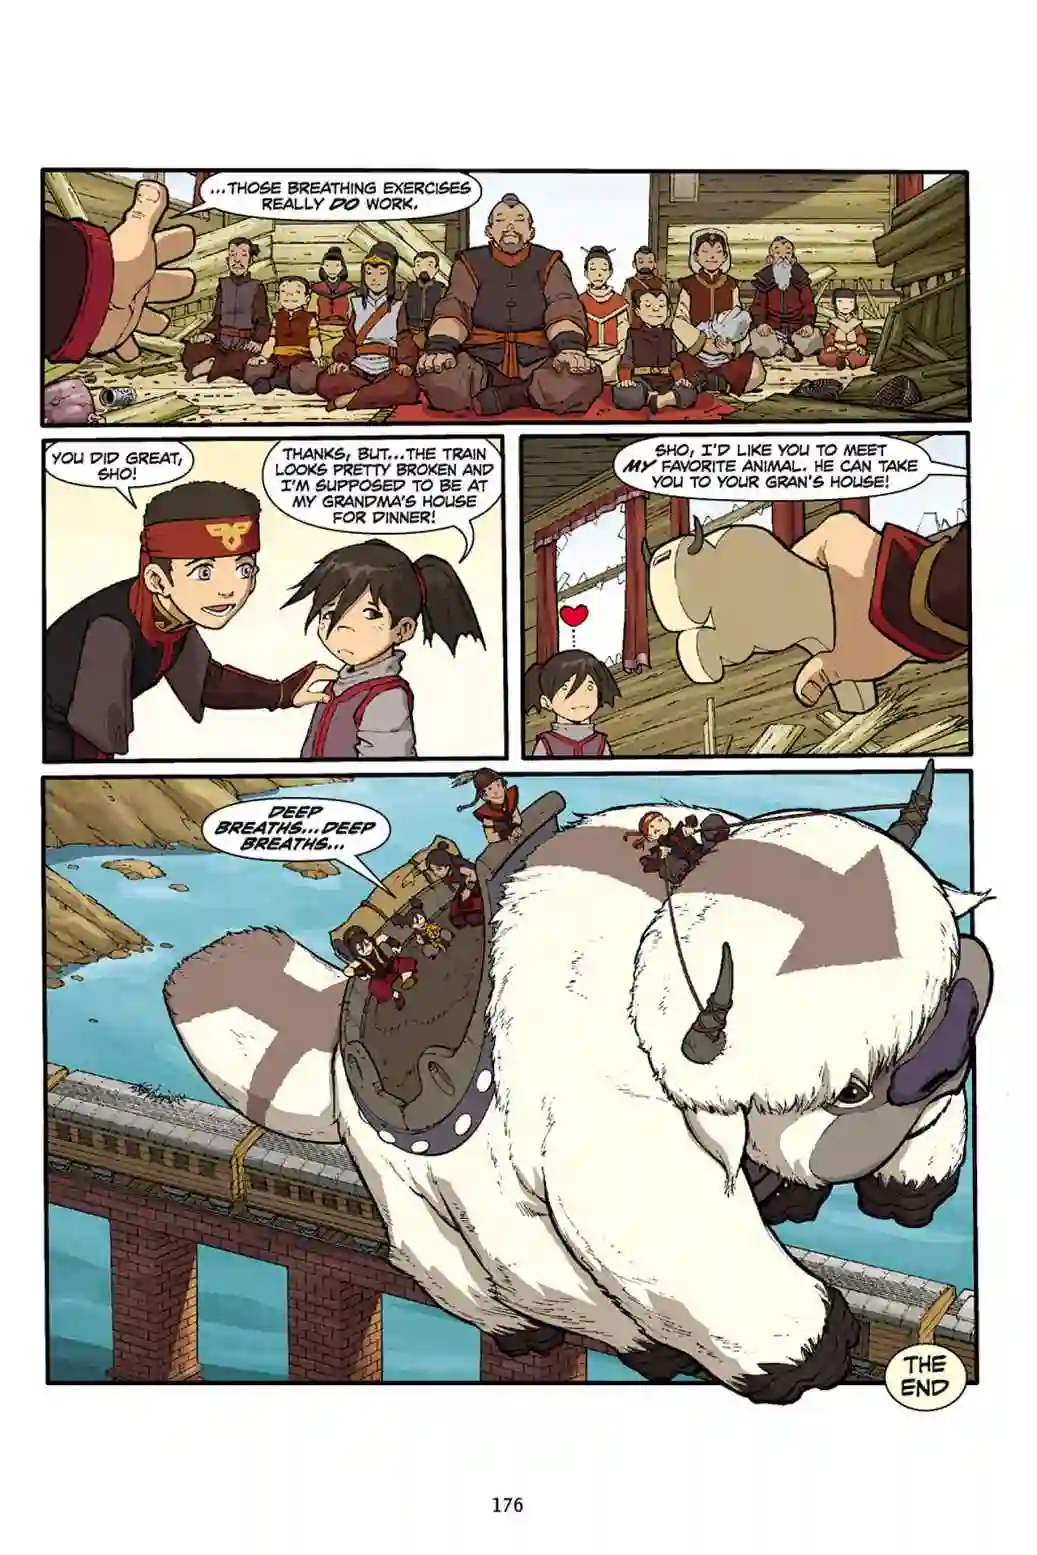 ...THOSE BREATHING EXERCISES
REALLY DO WORK.
YOU DID GREAT,
SHO!
THANKS, BUT...THE TRAIN
LOOKS PRETTY BROKEN AND
I'M SUPPOSED TO BE AT
MY GRANDMA'S HOUSE
FOR DINNER!
SHO, I'D LIKE YOU TO MEET
MY FAVORITE ANIMAL. HE CAN TAKE
YOU TO YOUR GRAN'S HOUSE!
DEEP
BREATHS...DEEP
BREATHS...
THE
END
176